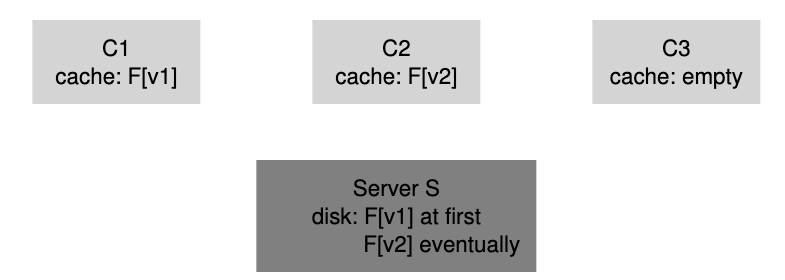 C1
cache: F[v1]
C2
cache: F[v2]
C3
cache: empty
Server S
disk: F[v1] at first
F[v2] eventually